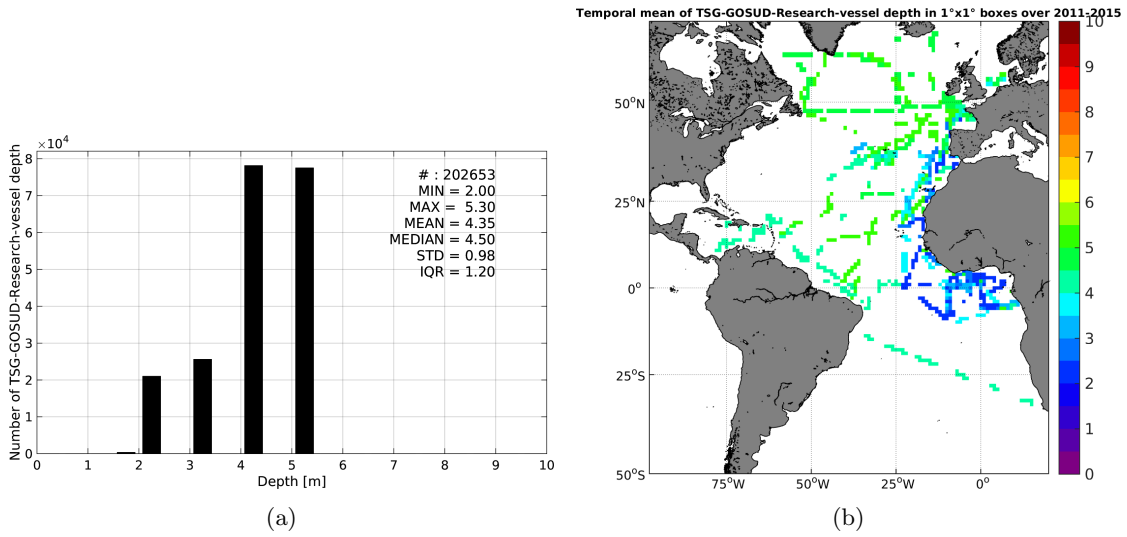 Temporal mean of TSG-GOSUD-Research-vessel depth in 1°x1° boxes over 2011-2015
×10⁴
Number of TSG-GOSUD-Research-vessel depth
8
7
6
5
4
3
2
1
0
# : 202653
MIN = 2.00
MAX = 5.30
MEAN = 4.35
MEDIAN = 4.50
STD = 0.98
IQR = 1.20
0 1 2 3 4 5 6 7 8 9 10
Depth [m]
(a)
50°N
25°N
0°
25°S
50°S
75°W 50°W 25°W 0°
10
9
8
7
6
5
4
3
2
1
0
(b)